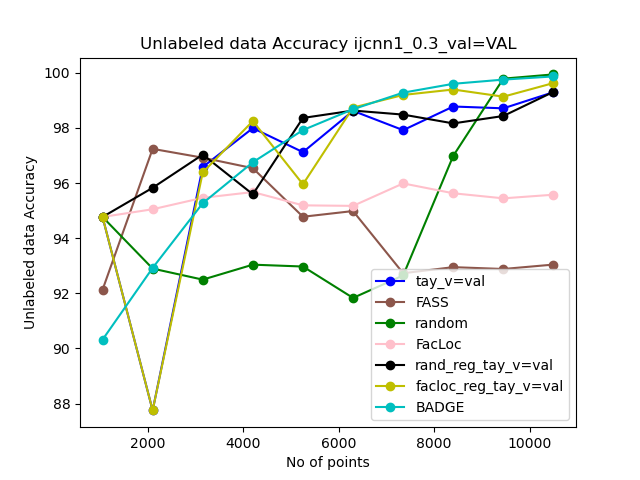 Unlabeled data Accuracy ijcnn1_0.3_val=VAL
Unlabeled data Accuracy
100
98
96
94
92
90
88
2000
4000
6000
8000
10000
No of points
tay_v=val
FASS
random
FacLoc
rand_reg_tay_v=val
facloc_reg_tay_v=val
BADGE